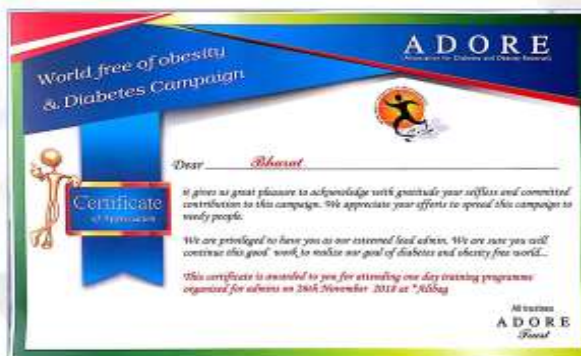 World free of obesity
& Diabetes Campaign
ADORE
(Association for Diabetes and Obesity Reversal)
Dear Bharat
Certificate
of Appreciation
It gives us great pleasure to acknowledge with gratitude your selfless and committed
contribution to this campaign. We appreciate your efforts to spread this campaign to
needy people.
We are privileged to have you as our esteemed lead admin. We are sure you will
continue this good work to realize our goal of diabetes and obesity free world...
This certificate is awarded to you for attending one day training programme
organized for admins on 26th November 2018 at "Alibag
All trustees
ADORE
Trust